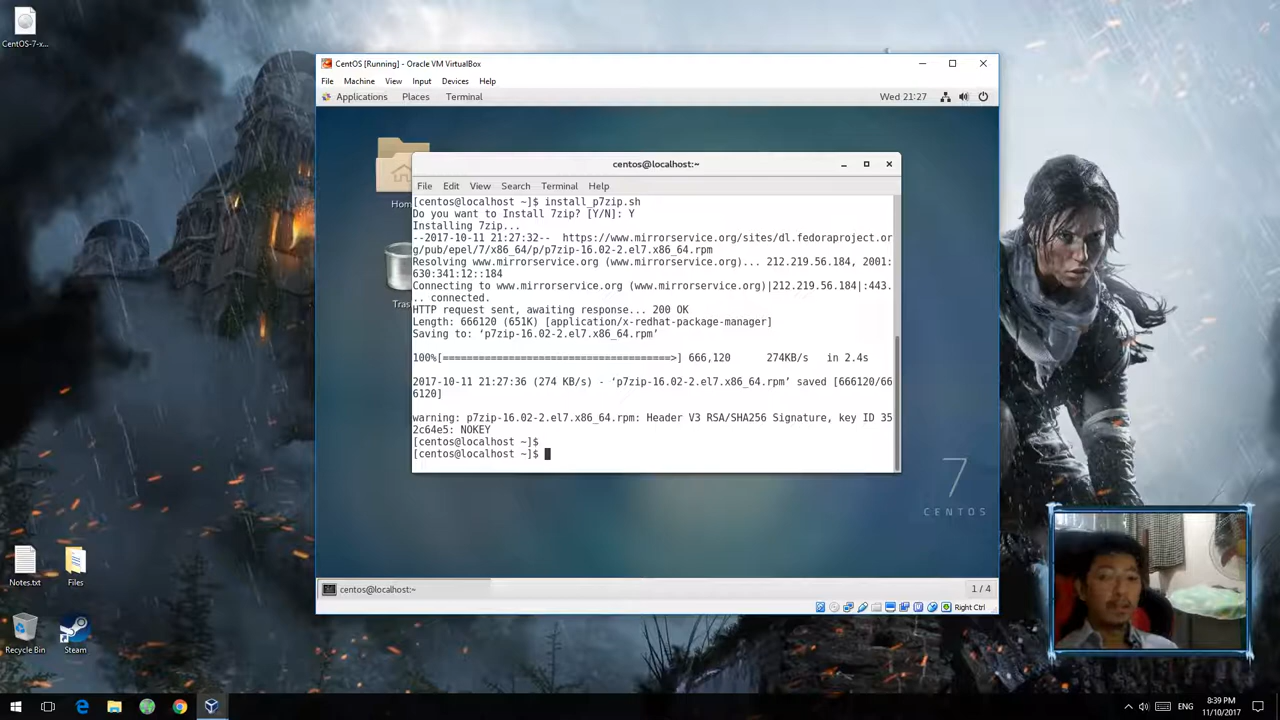 CentOS-7-x...
CentOS [Running] - Oracle VM VirtualBox
File Machine View Input Devices Help
Applications Places Terminal Wed 21:27
centos@localhost:~
File Edit View Search Terminal Help
[centos@localhost ~]$ install_p7zip.sh
Do you want to Install 7zip? [Y/N]: Y
Installing 7zip...
--2017-10-11 21:27:32-- https://www.mirrorservice.org/sites/dl.fedoraproject.or
g/pub/epel/7/x86_64/p/p7zip-16.02-2.el7.x86_64.rpm
Resolving www.mirrorservice.org (www.mirrorservice.org)... 212.219.56.184, 2001:
630:341:12::184
Connecting to www.mirrorservice.org (www.mirrorservice.org)|212.219.56.184|:443.
.. connected.
HTTP request sent, awaiting response... 200 OK
Length: 666120 (651K) [application/x-redhat-package-manager]
Saving to: ‘p7zip-16.02-2.el7.x86_64.rpm’
100%[======================================>] 666,120 274KB/s in 2.4s
2017-10-11 21:27:36 (274 KB/s) - ‘p7zip-16.02-2.el7.x86_64.rpm’ saved [666120/66
6120]
warning: p7zip-16.02-2.el7.x86_64.rpm: Header V3 RSA/SHA256 Signature, key ID 35
2c64e5: NOKEY
[centos@localhost ~]$
[centos@localhost ~]$
Hom
Tras
7
CENTOS
centos@localhost:~
1 / 4
Right Ctrl
Notes.txt
Files
Recycle Bin
Steam
ENG
8:39 PM
11/10/2017